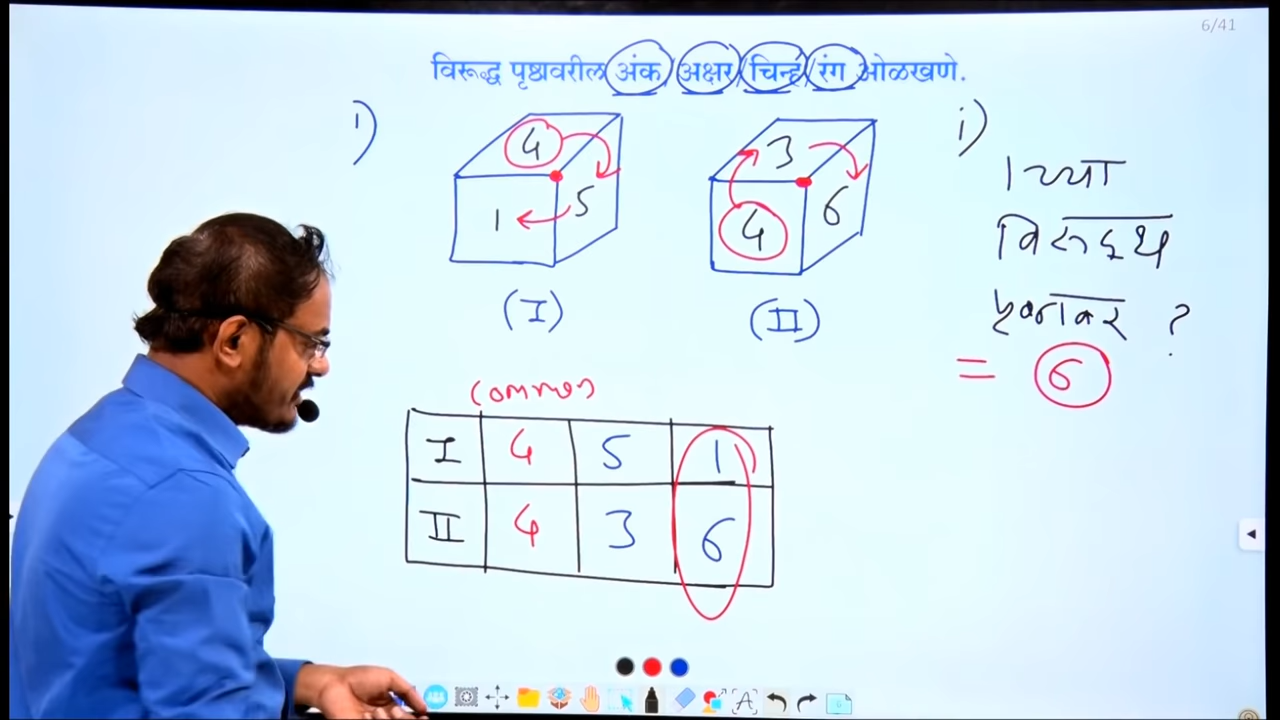 6/41
विरूद्ध पृष्ठावरील अंक/अक्षर/चिन्ह/रंग ओळखणे.
1)
4
1 5
(I)
3
4 6
(II)
i)
1च्या
विरूद्ध
पृष्ठावर ?
= 6
Common
I 4 5 1
II 4 3 6